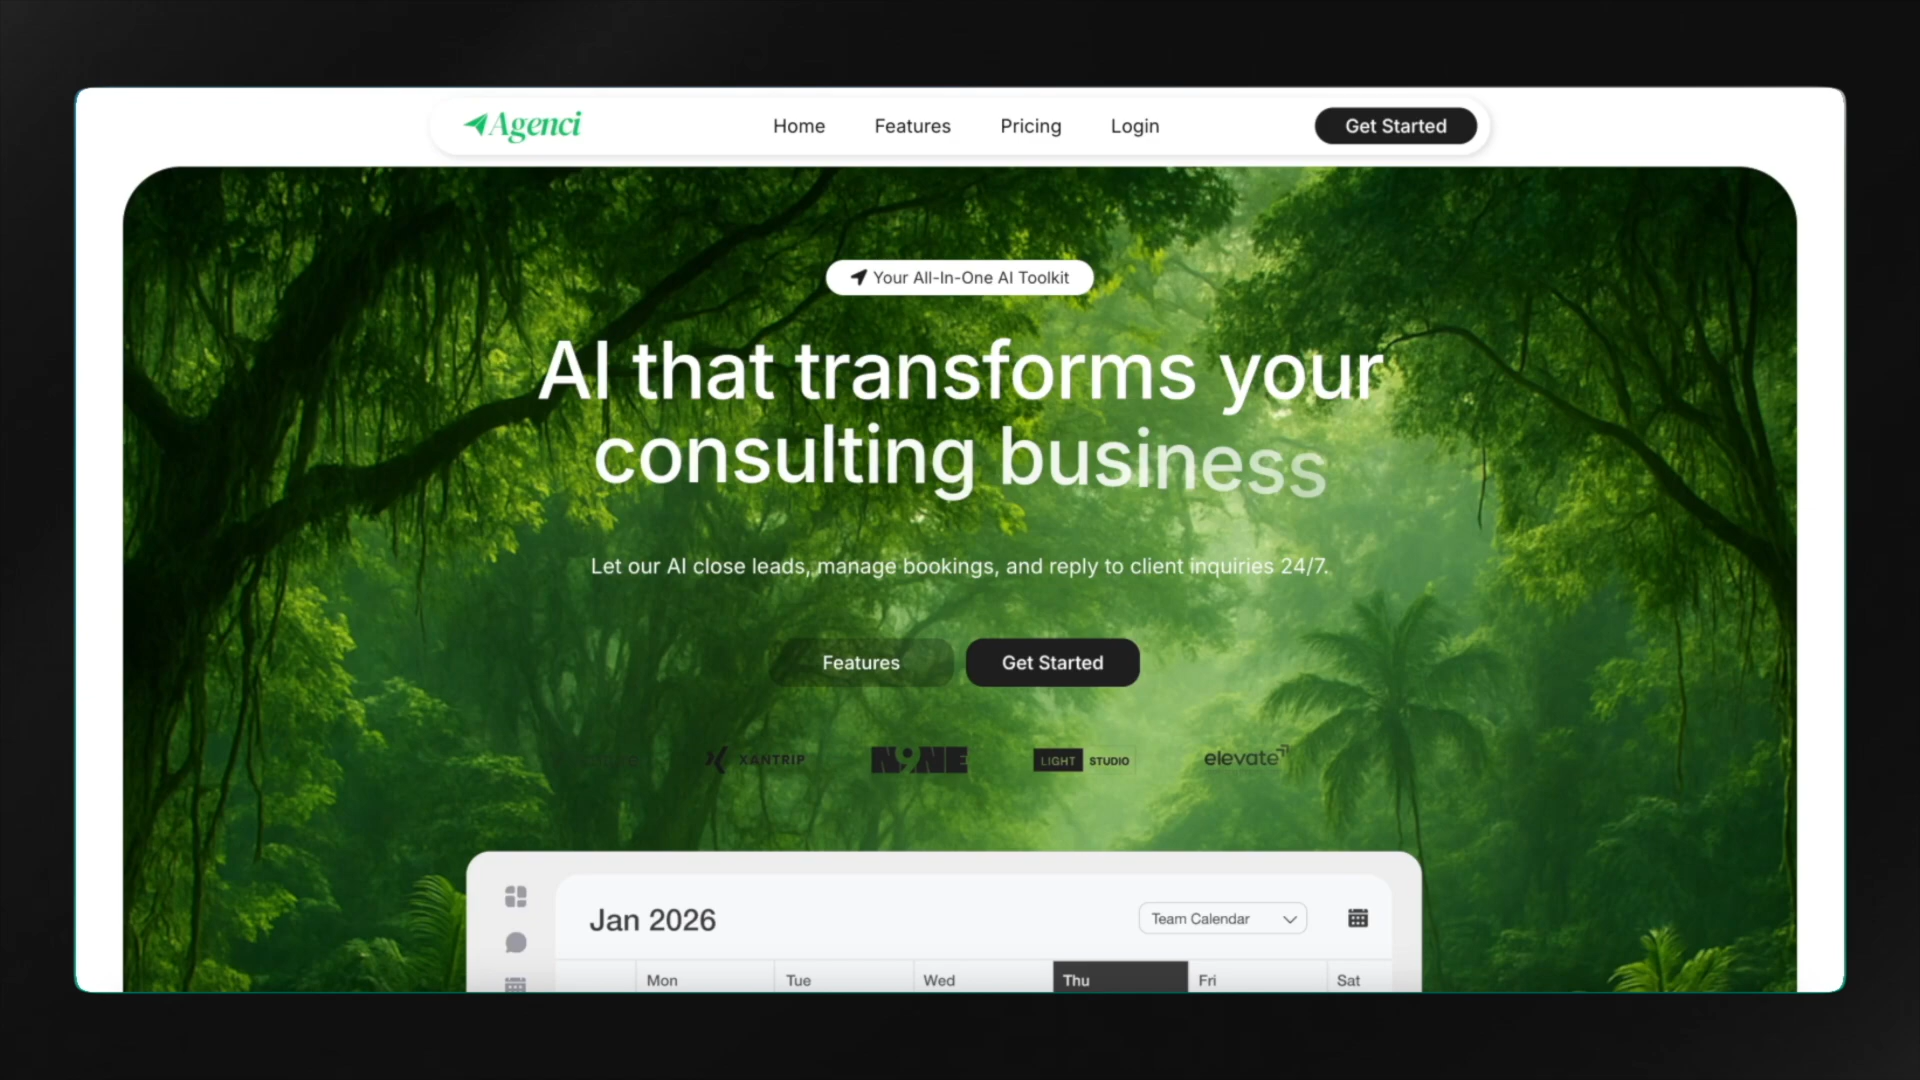 Agenci
Home Features Pricing Login
Get Started
Your All-In-One AI Toolkit
AI that transforms your
consulting business
Let our AI close leads, manage bookings, and reply to client inquiries 24/7.
Features Get Started
XANTRIP N9NE LIGHT STUDIO elevate
Jan 2026
Team Calendar
Mon Tue Wed Thu Fri Sat